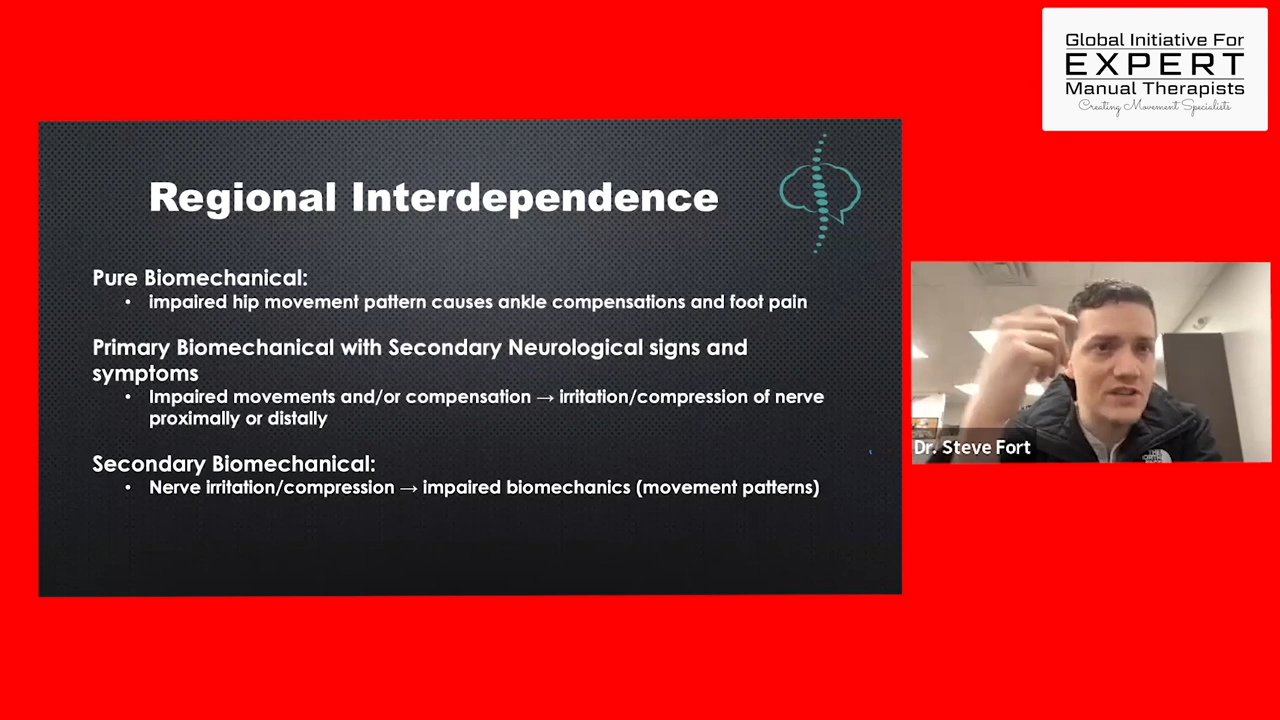 Global Initiative For
EXPERT
Manual Therapists
Creating Movement Specialists
Regional Interdependence
Pure Biomechanical:
• impaired hip movement pattern causes ankle compensations and foot pain
Primary Biomechanical with Secondary Neurological signs and
symptoms
• Impaired movements and/or compensation → irritation/compression of nerve
proximally or distally
Secondary Biomechanical:
• Nerve irritation/compression → impaired biomechanics (movement patterns)
Dr. Steve Fort